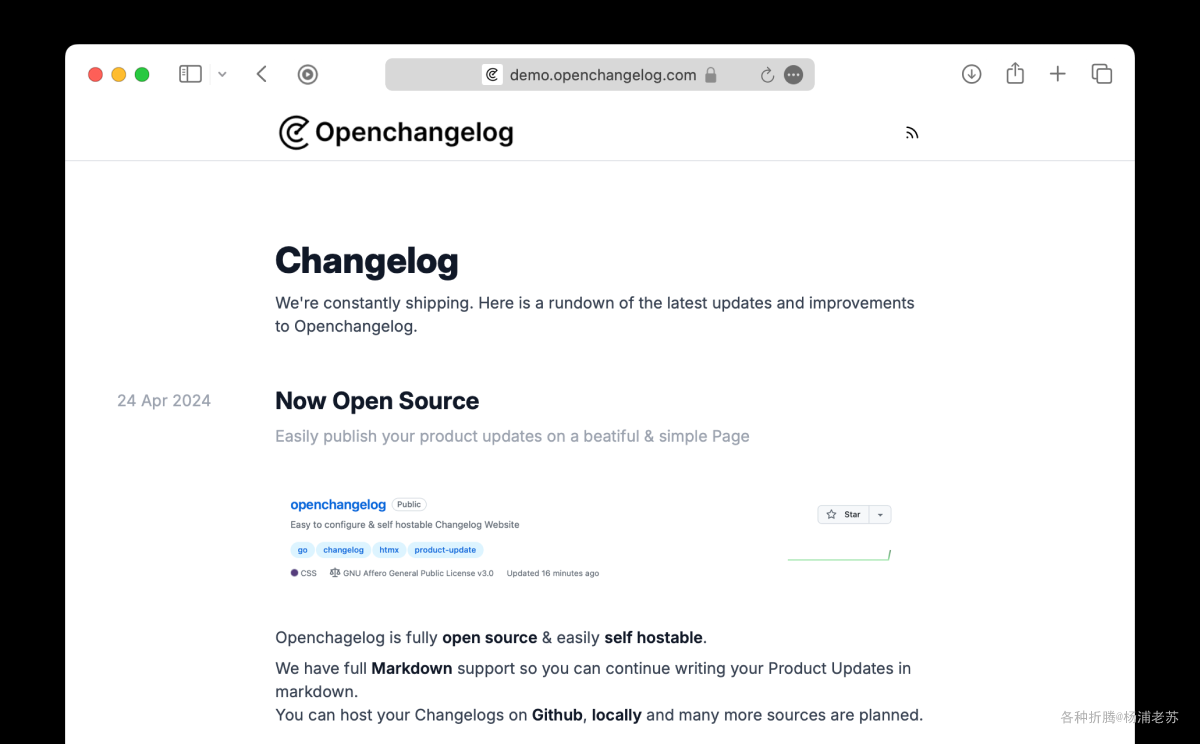 demo.openchangelog.com
Openchangelog
Changelog
We're constantly shipping. Here is a rundown of the latest updates and improvements
to Openchangelog.
24 Apr 2024
Now Open Source
Easily publish your product updates on a beatiful & simple Page
openchangelog Public
Star
Easy to configure & self hostable Changelog Website
go changelog htmx product-update
CSS GNU Affero General Public License v3.0 Updated 16 minutes ago
Openchagelog is fully open source & easily self hostable.
We have full Markdown support so you can continue writing your Product Updates in
markdown.
You can host your Changelogs on Github, locally and many more sources are planned.
各种折腾@杨浦老苏